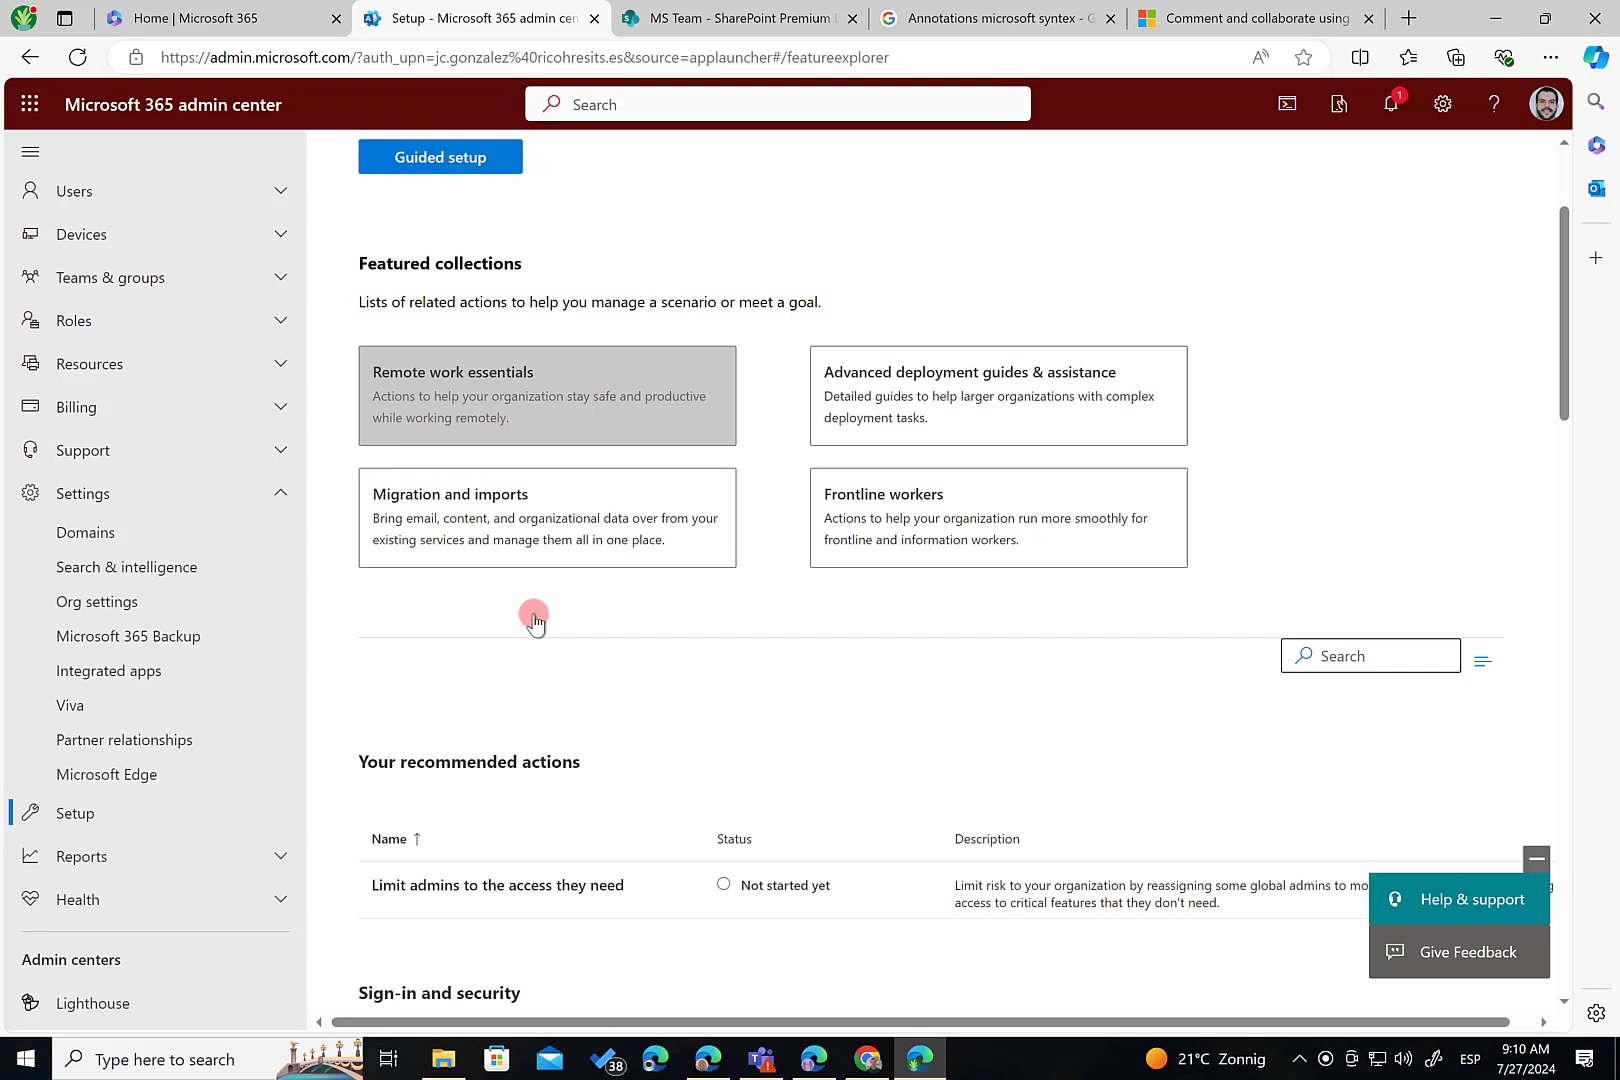 Home | Microsoft 365
Setup - Microsoft 365 admin cen
MS Team - SharePoint Premium D
Annotations microsoft syntex - G
Comment and collaborate using
https://admin.microsoft.com/?auth_upn=jc.gonzalez%40ricohresits.es&source=applauncher#/featureexplorer
Microsoft 365 admin center
Search
1
Users
Devices
Teams & groups
Roles
Resources
Billing
Support
Settings
Domains
Search & intelligence
Org settings
Microsoft 365 Backup
Integrated apps
Viva
Partner relationships
Microsoft Edge
Setup
Reports
Health
Admin centers
Lighthouse
Guided setup
Featured collections
Lists of related actions to help you manage a scenario or meet a goal.
Remote work essentials
Actions to help your organization stay safe and productive
while working remotely.
Advanced deployment guides & assistance
Detailed guides to help larger organizations with complex
deployment tasks.
Migration and imports
Bring email, content, and organizational data over from your
existing services and manage them all in one place.
Frontline workers
Actions to help your organization run more smoothly for
frontline and information workers.
Search
Your recommended actions
Name ↑ Status Description
Limit admins to the access they need
Not started yet
Limit risk to your organization by reassigning some global admins to mo
access to critical features that they don't need.
Help & support
Give Feedback
Sign-in and security
Type here to search
38
21°C Zonnig
ESP
9:10 AM
7/27/2024